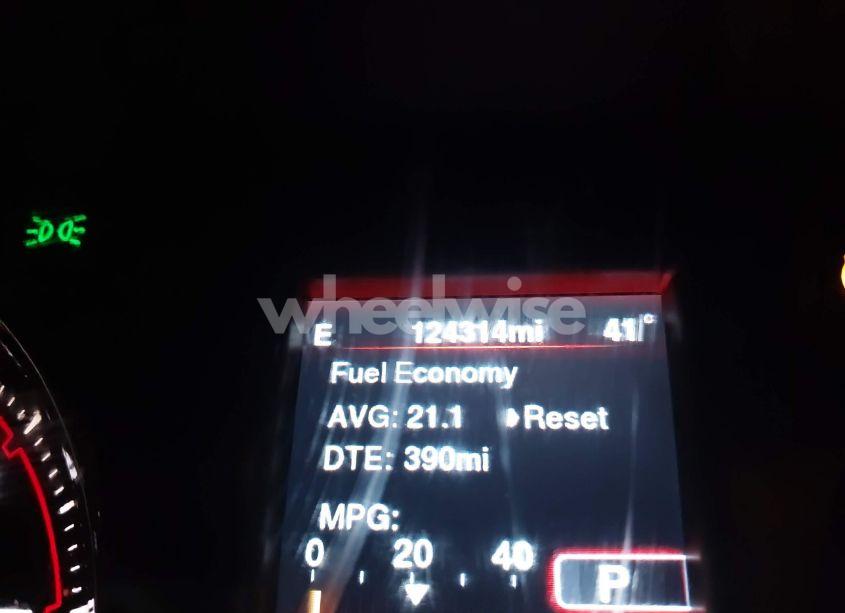 wheelwise
E 124314mi 41°
Fuel Economy
AVG: 21.1 Reset
DTE: 390mi
MPG:
0 20 40
P